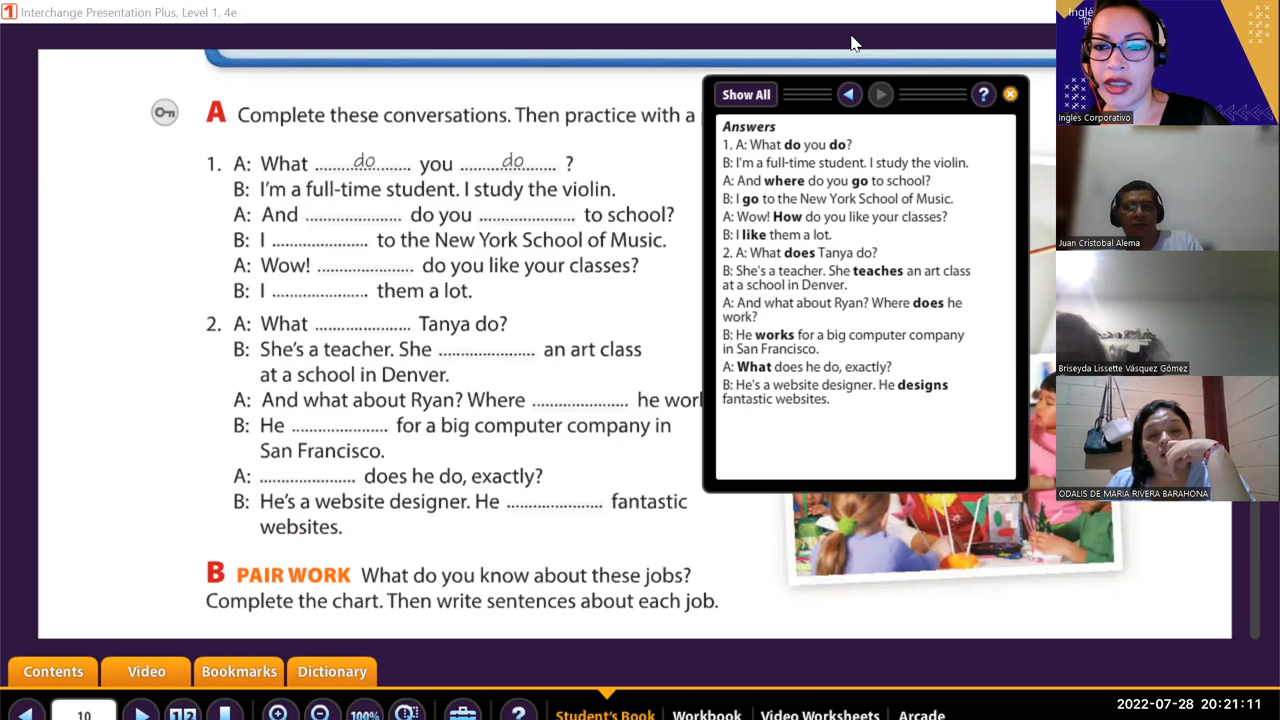 Interchange Presentation Plus, Level 1, 4e
A Complete these conversations. Then practice with a
1. A: What do you do ?
B: I'm a full-time student. I study the violin.
A: And .................... do you .................... to school?
B: I .................... to the New York School of Music.
A: Wow! .................... do you like your classes?
B: I .................... them a lot.
2. A: What .................... Tanya do?
B: She's a teacher. She .................... an art class
at a school in Denver.
A: And what about Ryan? Where .................... he work
B: He .................... for a big computer company in
San Francisco.
A: .................... does he do, exactly?
B: He's a website designer. He .................... fantastic
websites.
B PAIR WORK What do you know about these jobs?
Complete the chart. Then write sentences about each job.
Show All
?
Answers
1. A: What do you do?
B: I'm a full-time student. I study the violin.
A: And where do you go to school?
B: I go to the New York School of Music.
A: Wow! How do you like your classes?
B: I like them a lot.
2. A: What does Tanya do?
B: She's a teacher. She teaches an art class
at a school in Denver.
A: And what about Ryan? Where does he
work?
B: He works for a big computer company
in San Francisco.
A: What does he do, exactly?
B: He's a website designer. He designs
fantastic websites.
Inglés Corporativo
Juan Cristobal Alema
Briseyda Lissette Vásquez Gómez
ODALIS DE MARIA RIVERA BARAHONA
Contents
Video
Bookmarks
Dictionary
10
1 2
100%
?
Student's Book
Workbook
Video Worksheets
Arcade
2022-07-28 20:21:11